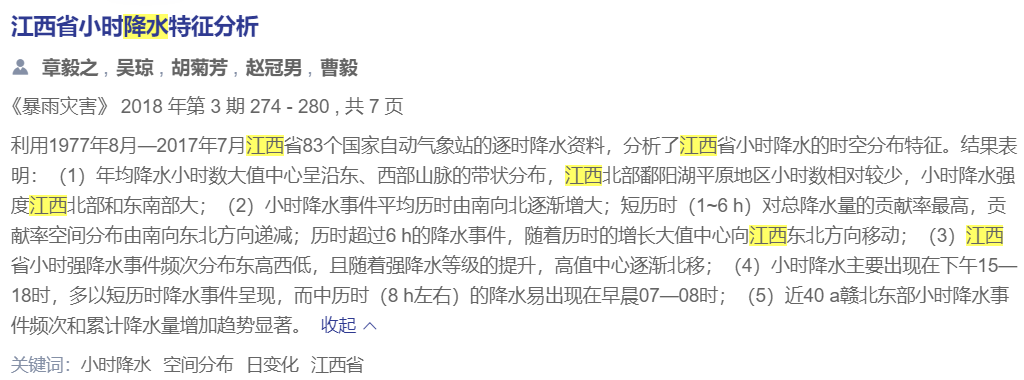 江西省小时降水特征分析
章毅之 , 吴琼 , 胡菊芳 , 赵冠男 , 曹毅
《暴雨灾害》 2018 年第 3 期 274 - 280 , 共 7 页
利用1977年8月—2017年7月江西省83个国家自动气象站的逐时降水资料，分析了江西省小时降水的时空分布特征。结果表
明：（1）年均降水小时数大值中心呈沿东、西部山脉的带状分布，江西北部鄱阳湖平原地区小时数相对较少，小时降水强
度江西北部和东南部大；（2）小时降水事件平均历时由南向北逐渐增大；短历时（1~6 h）对总降水量的贡献率最高，贡
献率空间分布由南向东北方向递减；历时超过6 h的降水事件，随着历时的增长大值中心向江西东北方向移动；（3）江西
省小时强降水事件频次分布东高西低，且随着强降水等级的提升，高值中心逐渐北移；（4）小时降水主要出现在下午15—
18时，多以短历时降水事件呈现，而中历时（8 h左右）的降水易出现在早晨07—08时；（5）近40 a赣北东部小时降水事
件频次和累计降水量增加趋势显著。 收起
关键词：小时降水 空间分布 日变化 江西省